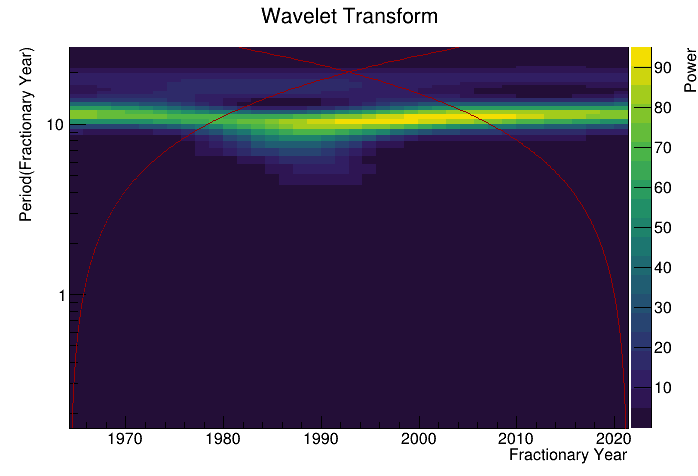 Wavelet Transform
Period(Fractionary Year)
10
1
1970 1980 1990 2000 2010 2020
Fractionary Year
90
80
70
60
50
40
30
20
10
Power